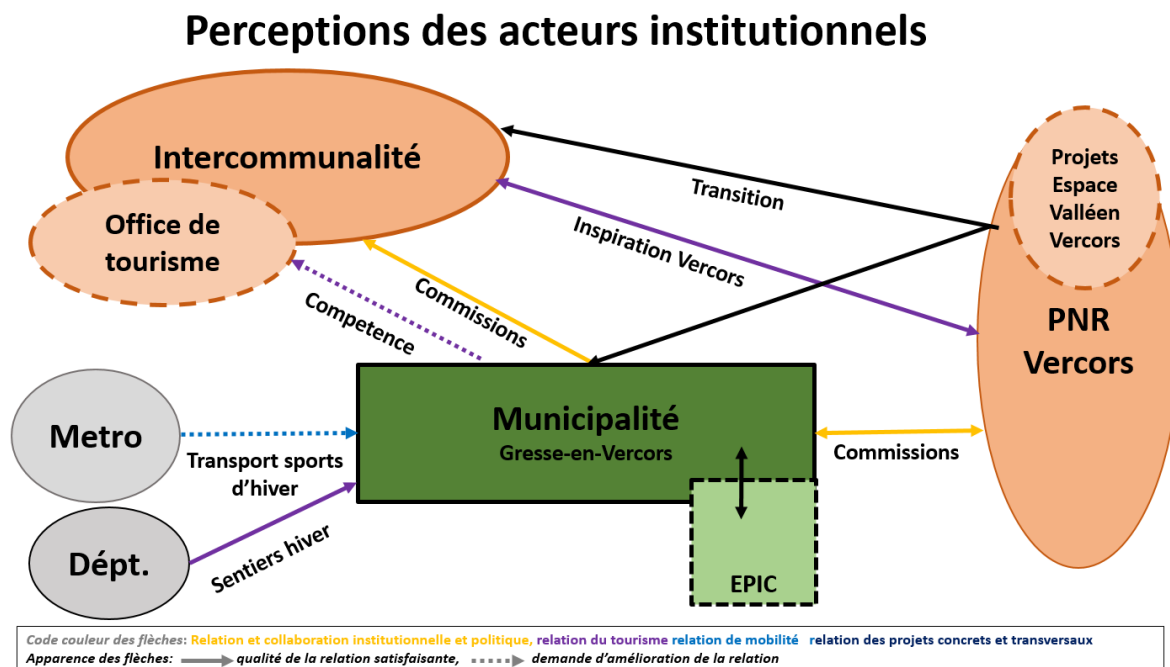 Perceptions des acteurs institutionnels
Intercommunalité
Office de
tourisme
Transition
Inspiration Vercors
Commissions
Competence
Projets
Espace
Valléen
Vercors
PNR
Vercors
Metro
Transport sports
d'hiver
Municipalité
Gresse-en-Vercors
Commissions
Dépt.
Sentiers hiver
EPIC
Code couleur des flèches: Relation et collaboration institutionnelle et politique, relation du tourisme relation de mobilité relation des projets concrets et transversaux
Apparence des flèches: qualité de la relation satisfaisante, demande d'amélioration de la relation